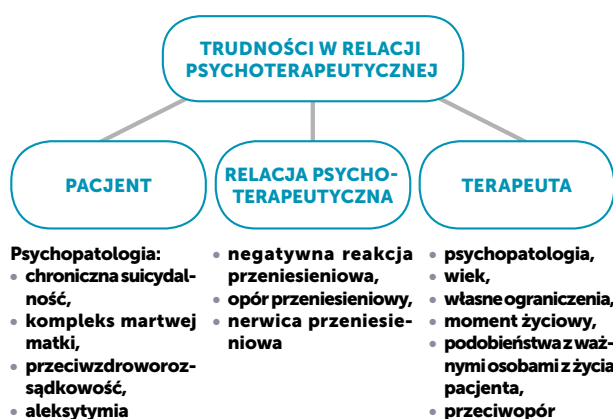 TRUDNOŚCI W RELACJI
PSYCHOTERAPEUTYCZNEJ
PACJENT
RELACJA PSYCHO-
TERAPEUTYCZNA
TERAPEUTA
Psychopatologia:
• chroniczna suicydal-
ność,
• kompleks martwej
matki,
• przeciwzdroworoz-
sądkowość,
• aleksytymia
• negatywna reakcja
przeniesieniowa,
• opór przeniesieniowy,
• nerwica przeniesie-
niowa
• psychopatologia,
• wiek,
• własne ograniczenia,
• moment życiowy,
• podobieństwa z waż-
nymi osobami z życia
pacjenta,
• przeciwopór